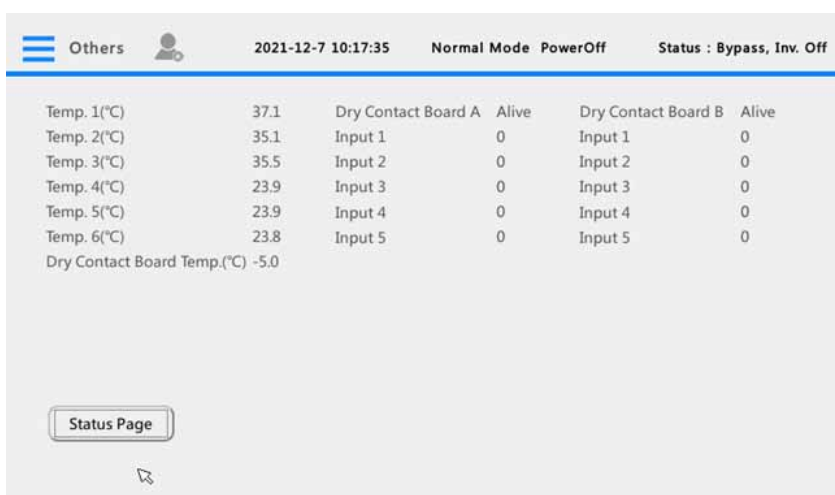 Others 2021-12-7 10:17:35 Normal Mode PowerOff Status : Bypass, Inv. Off
Temp. 1(°C) 37.1 Dry Contact Board A Alive Dry Contact Board B Alive
Temp. 2(°C) 35.1 Input 1 0 Input 1 0
Temp. 3(°C) 35.5 Input 2 0 Input 2 0
Temp. 4(°C) 23.9 Input 3 0 Input 3 0
Temp. 5(°C) 23.9 Input 4 0 Input 4 0
Temp. 6(°C) 23.8 Input 5 0 Input 5 0
Dry Contact Board Temp.(°C) -5.0
Status Page